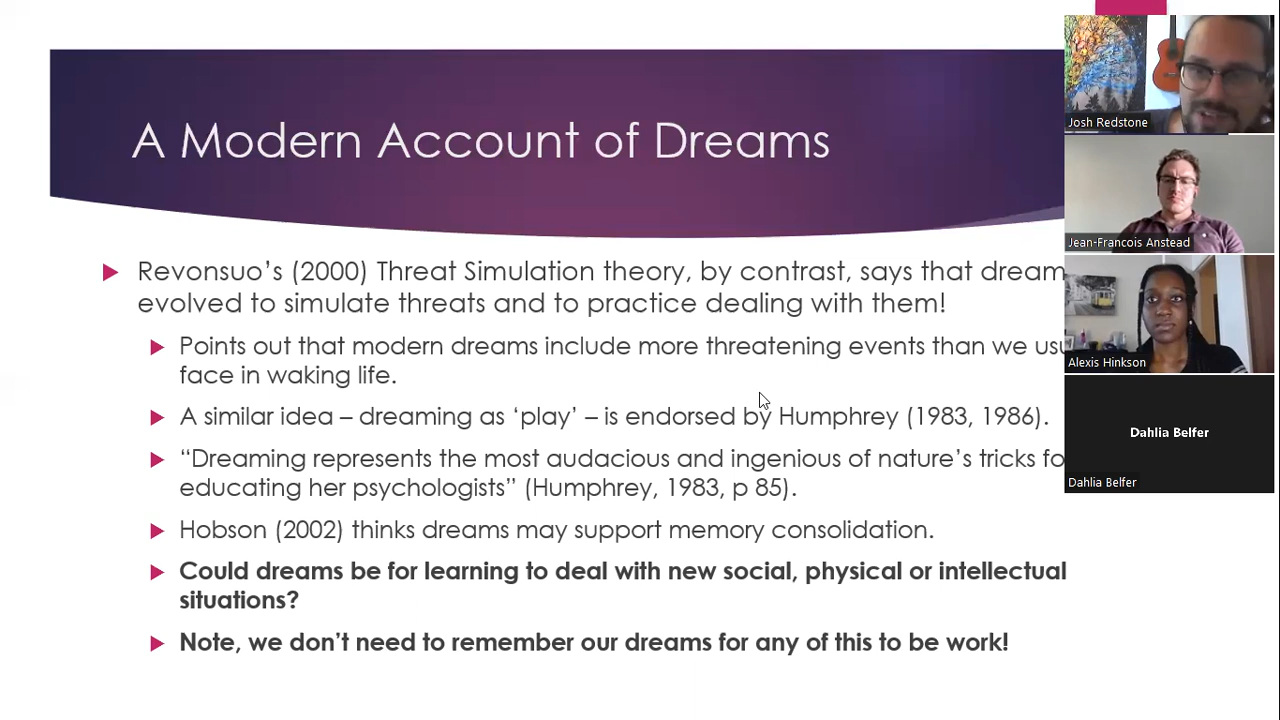 A Modern Account of Dreams
Revonsuo’s (2000) Threat Simulation theory, by contrast, says that dream
evolved to simulate threats and to practice dealing with them!
Points out that modern dreams include more threatening events than we usu
face in waking life.
A similar idea – dreaming as ‘play’ – is endorsed by Humphrey (1983, 1986).
“Dreaming represents the most audacious and ingenious of nature’s tricks fo
educating her psychologists” (Humphrey, 1983, p 85).
Hobson (2002) thinks dreams may support memory consolidation.
Could dreams be for learning to deal with new social, physical or intellectual
situations?
Note, we don’t need to remember our dreams for any of this to be work!
Josh Redstone
Jean-Francois Anstead
Alexis Hinkson
Dahlia Belfer
Dahlia Belfer